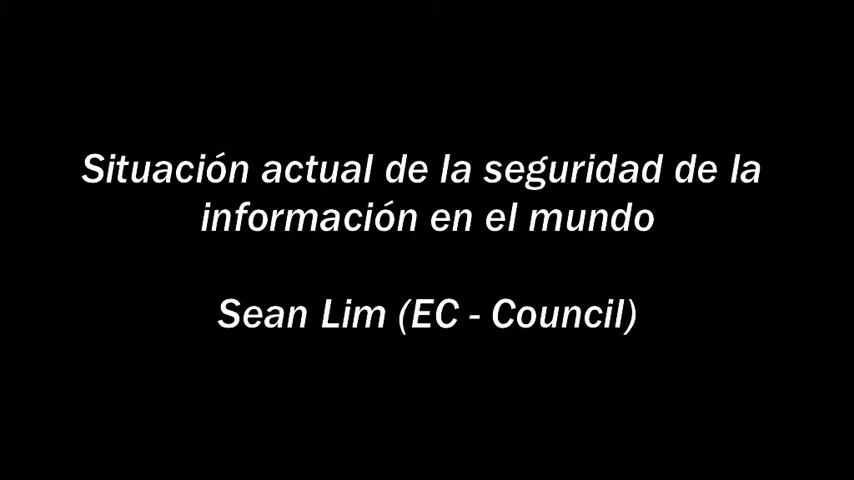 Situación actual de la seguridad de la
información en el mundo
Sean Lim (EC - Council)